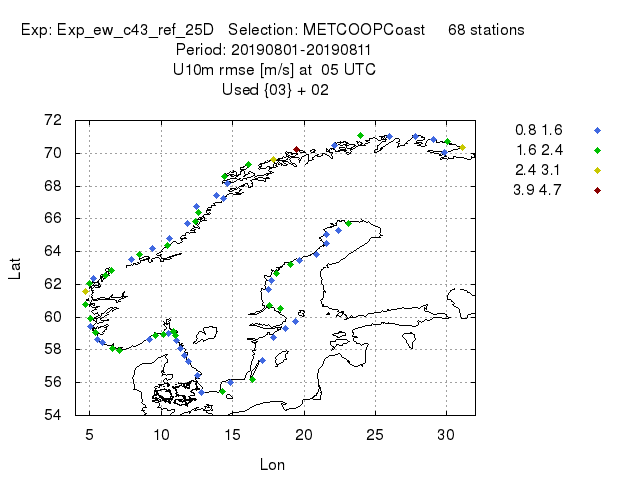 Exp: Exp_ew_c43_ref_25D Selection: METCOOPCoast 68 stations
Period: 20190801-20190811
U10m rmse [m/s] at 05 UTC
Used {03} + 02
72
70
68
66
64
62
60
58
56
54
Lat
5 10 15 20 25 30
Lon
0.8 1.6
1.6 2.4
2.4 3.1
3.9 4.7